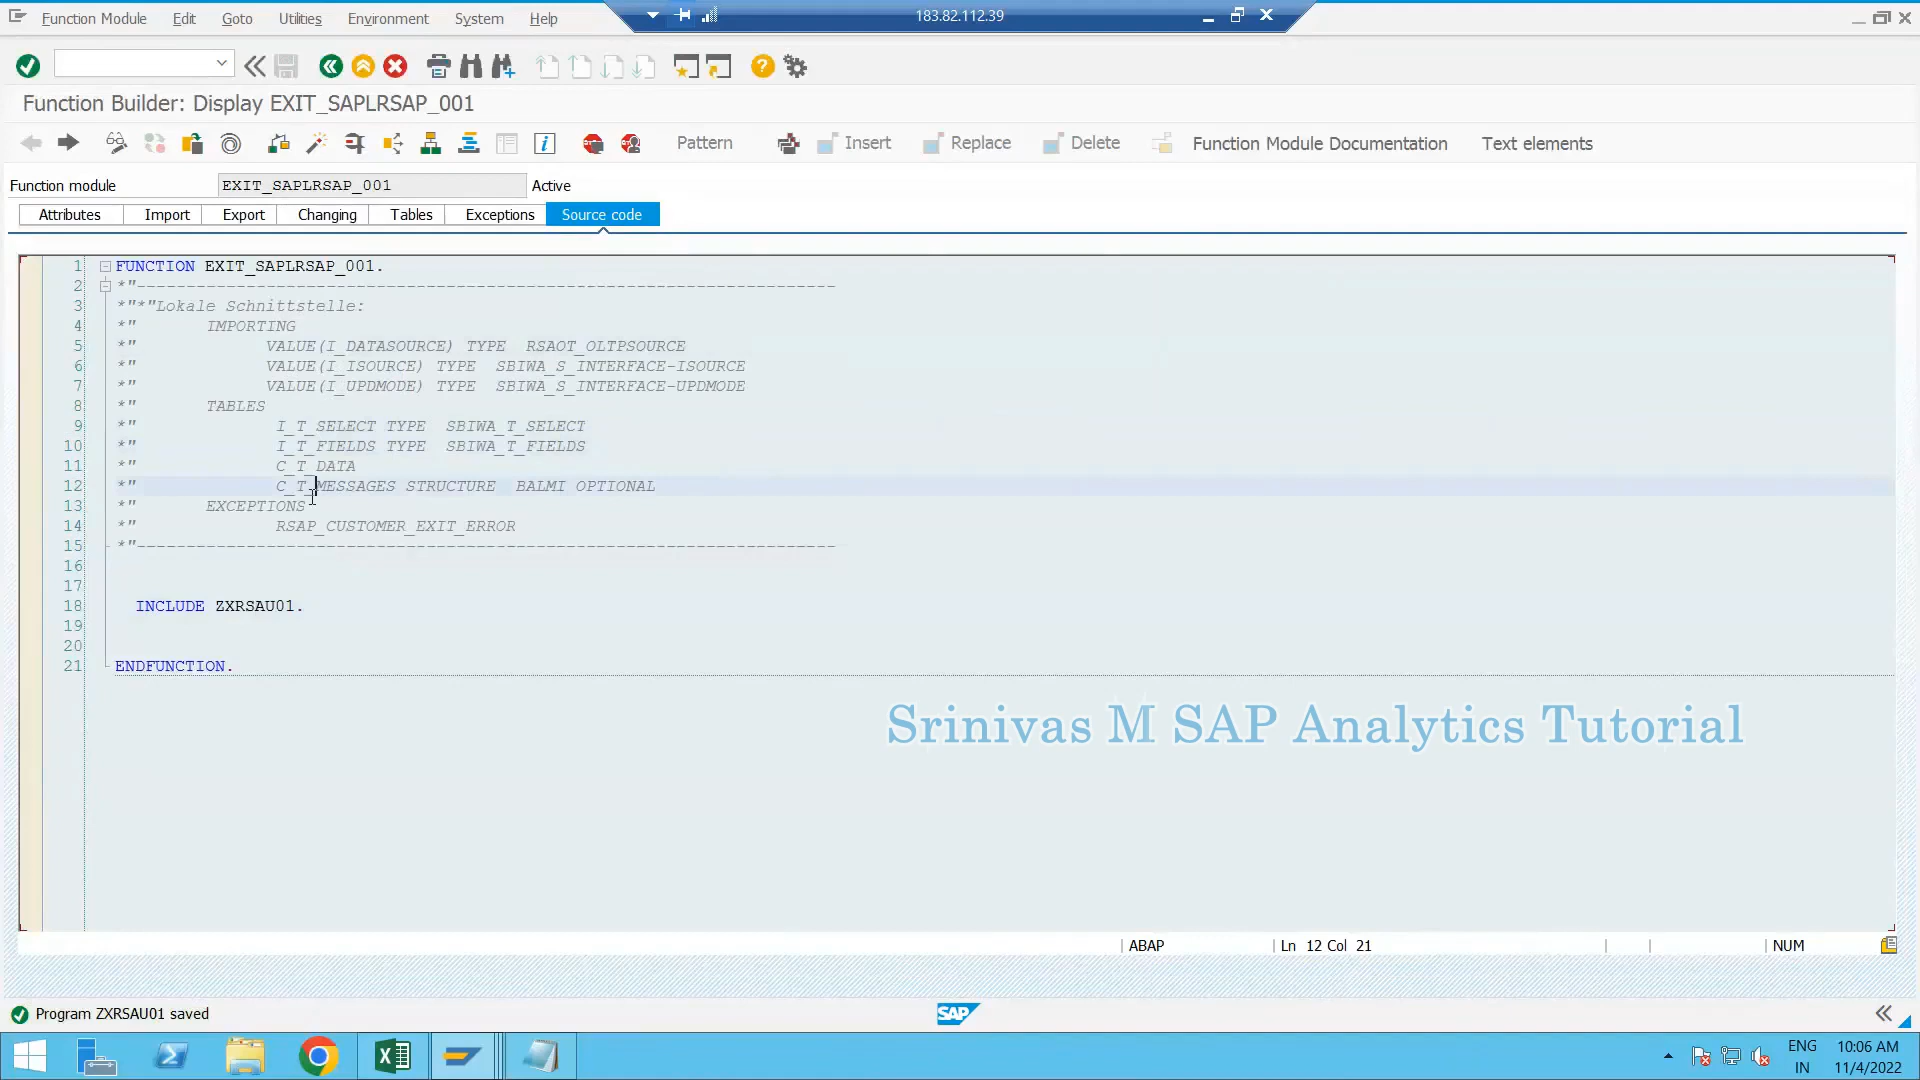 Function Module Edit Goto Utilities Environment System Help
183.82.112.39
Function Builder: Display EXIT_SAPLRSAP_001
Pattern Insert Replace Delete Function Module Documentation Text elements
Function module EXIT_SAPLRSAP_001 Active
Attributes Import Export Changing Tables Exceptions Source code
1 FUNCTION EXIT_SAPLRSAP_001.
2 *"----------------------------------------------------------------------
3 *"*"Lokale Schnittstelle:
4 *" IMPORTING
5 *" VALUE(I_DATASOURCE) TYPE RSAOT_OLTPSOURCE
6 *" VALUE(I_ISOURCE) TYPE SBIWA_S_INTERFACE-ISOURCE
7 *" VALUE(I_UPDMODE) TYPE SBIWA_S_INTERFACE-UPDMODE
8 *" TABLES
9 *" I_T_SELECT TYPE SBIWA_T_SELECT
10 *" I_T_FIELDS TYPE SBIWA_T_FIELDS
11 *" C_T_DATA
12 *" C_T_MESSAGES STRUCTURE BALMI OPTIONAL
13 *" EXCEPTIONS
14 *" RSAP_CUSTOMER_EXIT_ERROR
15 *"----------------------------------------------------------------------
16
17
18 INCLUDE ZXRSAU01.
19
20
21 ENDFUNCTION.
Srinivas M SAP Analytics Tutorial
ABAP Ln 12 Col 21 NUM
Program ZXRSAU01 saved
SAP
ENG
IN
10:06 AM
11/4/2022